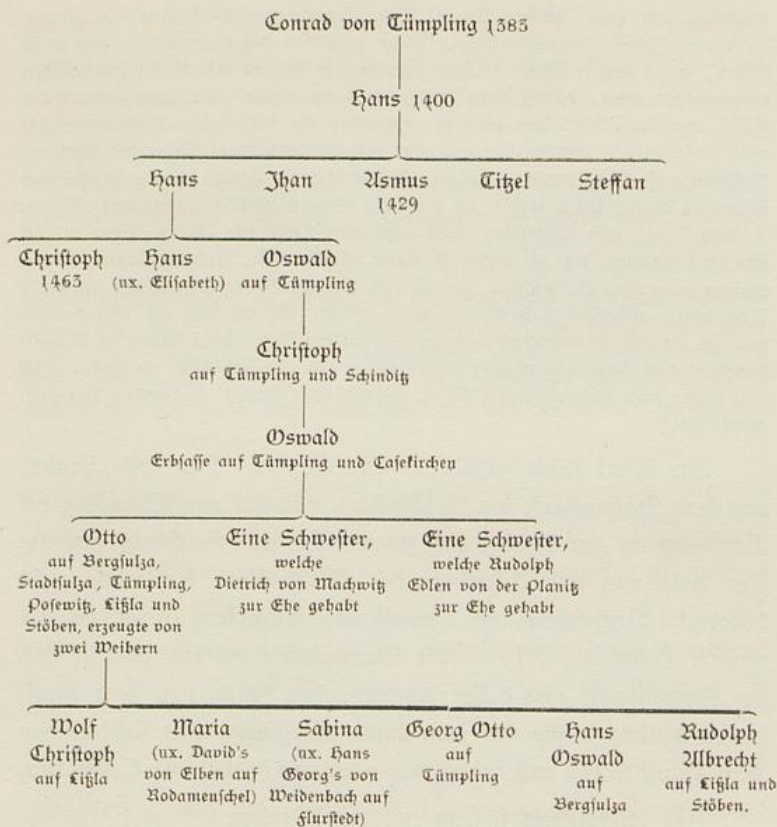 Conrad von Tümpling 1383
Hans 1400
Hans Jhan Asmus Titzel Steffan
1429
Christoph Hans Oswald
1463 (ux. Elisabeth) auf Tümpling
Christoph
auf Tümpling und Schinditz
Oswald
Erbsasse auf Tümpling und Casekirchen
Otto
auf Bergsulza,
Stadtsulza, Tümpling,
Posewitz, Lißla und
Stöben, erzeugte von
zwei Weibern
Eine Schwester,
welche
Dietrich von Machwitz
zur Ehe gehabt
Eine Schwester,
welche Rudolph
Edlen von der Planitz
zur Ehe gehabt
Wolf
Christoph
auf Lißla
Maria
(ux. David's
von Elben auf
Rodameuschel)
Sabina
(ux. Hans
Georg's von
Weidenbach auf
Flurstedt)
Georg Otto
auf
Tümpling
Hans
Oswald
auf
Bergsulza
Rudolph
Albrecht
auf Lißla und
Stöben.